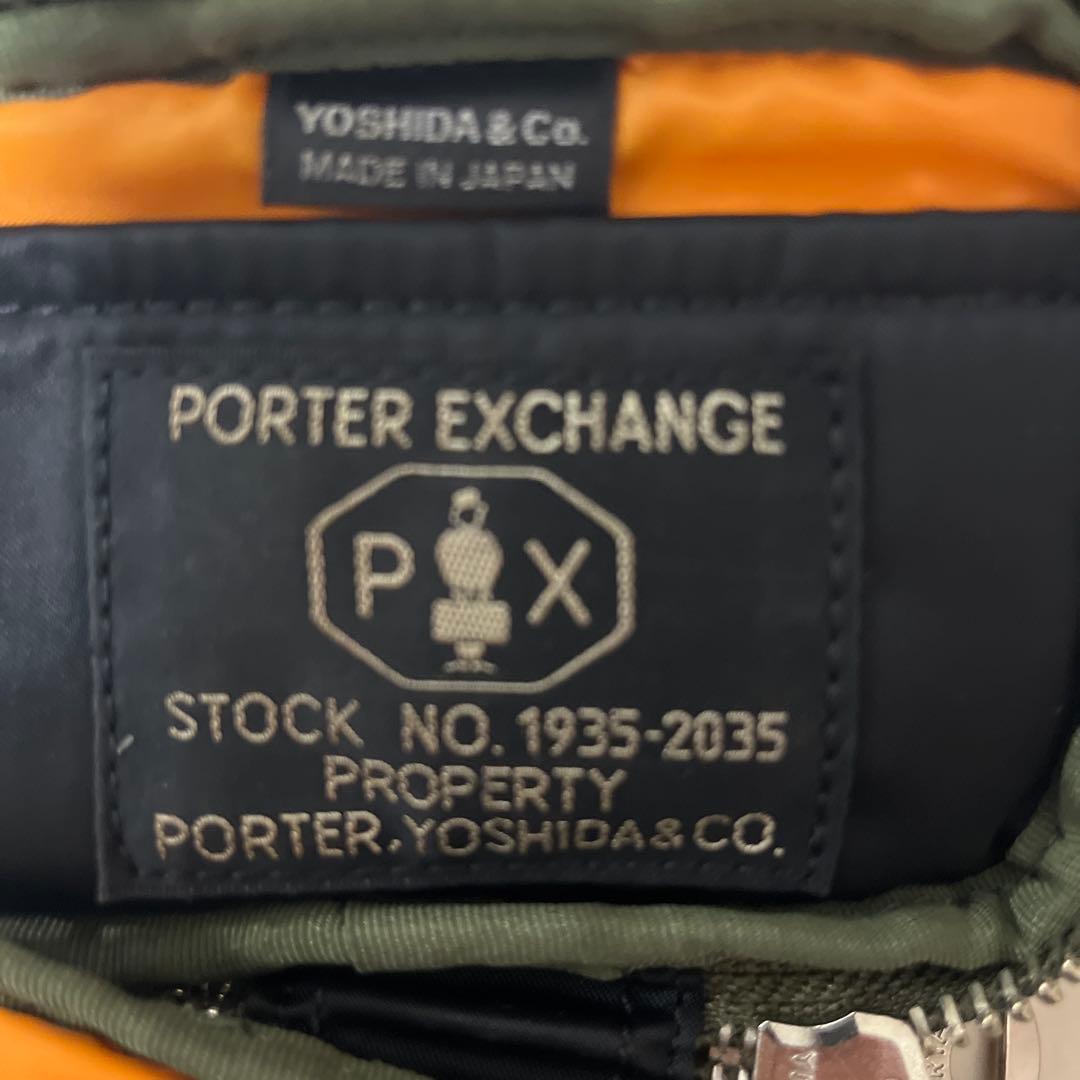 YOSHIDA & Co.
MADE IN JAPAN
PORTER EXCHANGE
P X
STOCK NO. 1935-2035
PROPERTY
PORTER, YOSHIDA & CO.